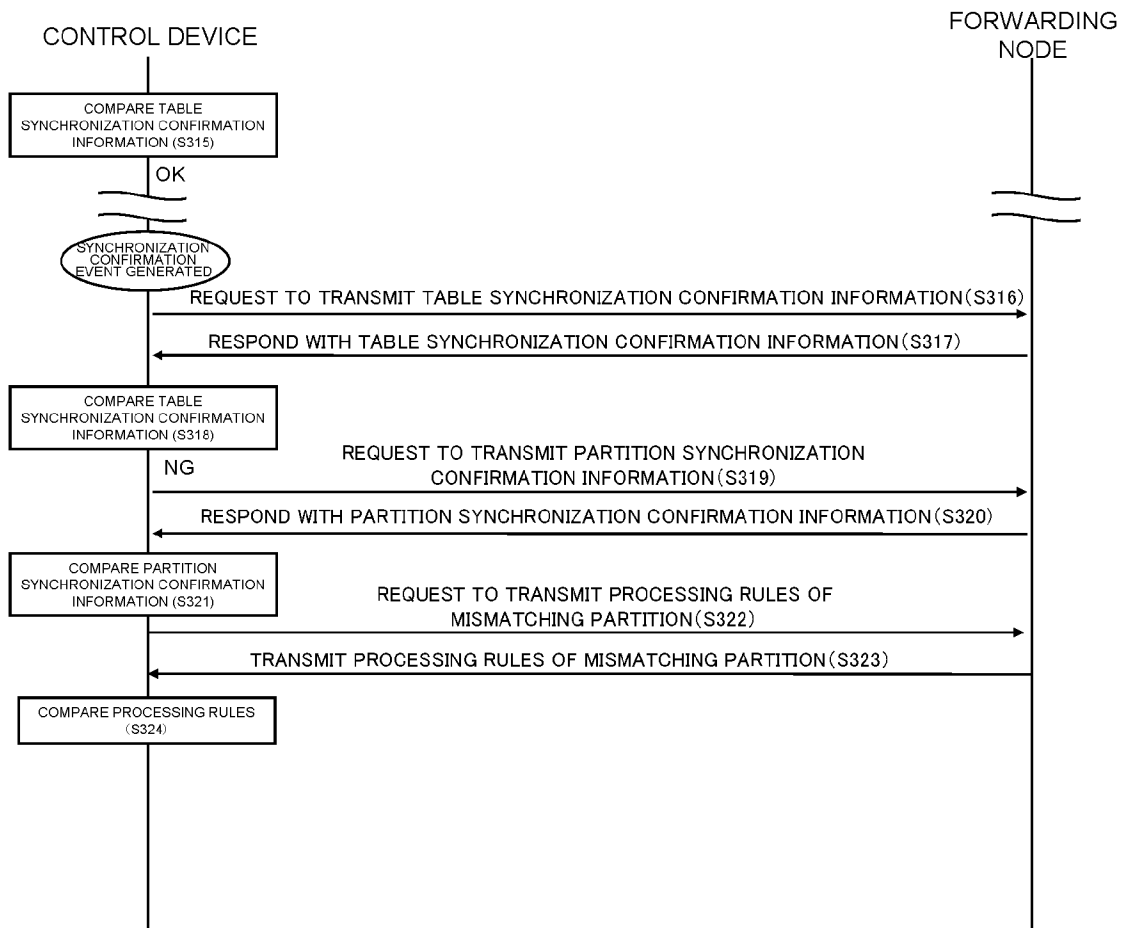 CONTROL DEVICE
FORWARDING
NODE
COMPARE TABLE
SYNCHRONIZATION CONFIRMATION
INFORMATION (S315)
OK
SYNCHRONIZATION
CONFIRMATION
EVENT GENERATED
REQUEST TO TRANSMIT TABLE SYNCHRONIZATION CONFIRMATION INFORMATION(S316)
RESPOND WITH TABLE SYNCHRONIZATION CONFIRMATION INFORMATION(S317)
COMPARE TABLE
SYNCHRONIZATION CONFIRMATION
INFORMATION (S318)
NG
REQUEST TO TRANSMIT PARTITION SYNCHRONIZATION
CONFIRMATION INFORMATION(S319)
RESPOND WITH PARTITION SYNCHRONIZATION CONFIRMATION INFORMATION(S320)
COMPARE PARTITION
SYNCHRONIZATION CONFIRMATION
INFORMATION (S321)
REQUEST TO TRANSMIT PROCESSING RULES OF
MISMATCHING PARTITION(S322)
TRANSMIT PROCESSING RULES OF MISMATCHING PARTITION(S323)
COMPARE PROCESSING RULES
(S324)